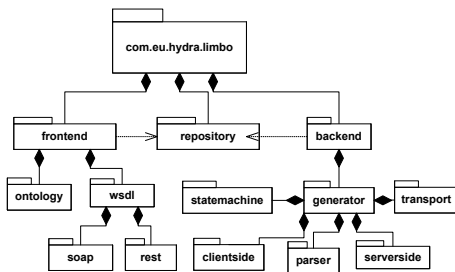 com.eu.hydra.limbo
frontend
repository
backend
ontology
wsdl
statemachine
generator
transport
soap
rest
clientside
parser
serverside